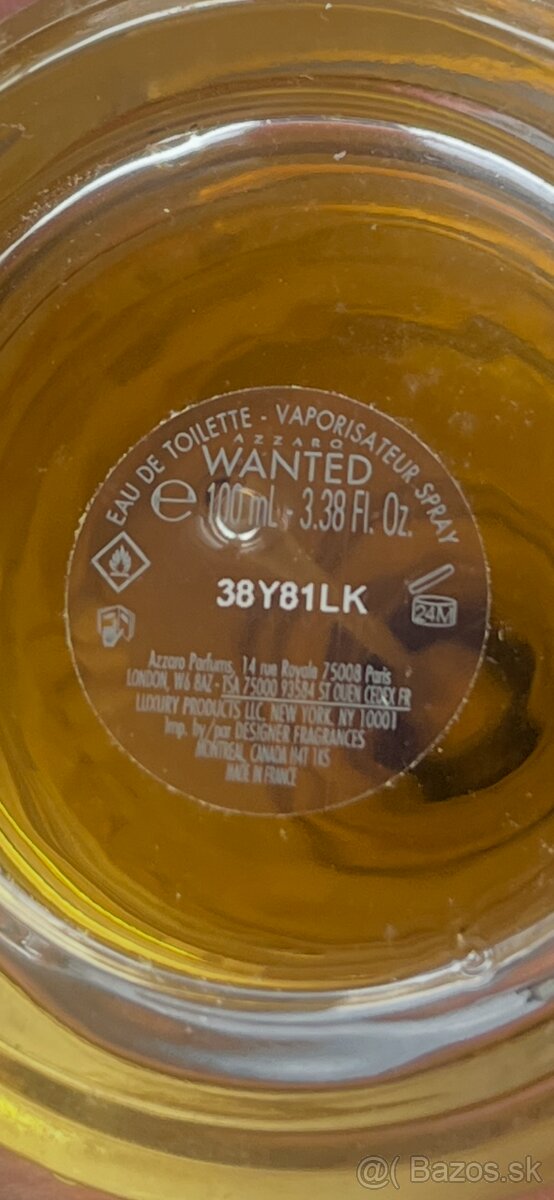 EAU DE TOILETTE - VAPORISATEUR SPRAY
AZZARO
WANTED
e 100 mL - 3.38 Fl. Oz.
38Y81LK
24M
Azzaro Parfums, 14 rue Royale 75008 Paris
LONDON, W6 8AZ - TSA 75000 93584 ST OUEN CEDEX FR
LUXURY PRODUCTS LLC, NEW YORK, NY 10001
Imp. by/par DESIGNER FRAGRANCES
MONTREAL, CANADA H4T 1K5
MADE IN FRANCE
@( Bazos.sk